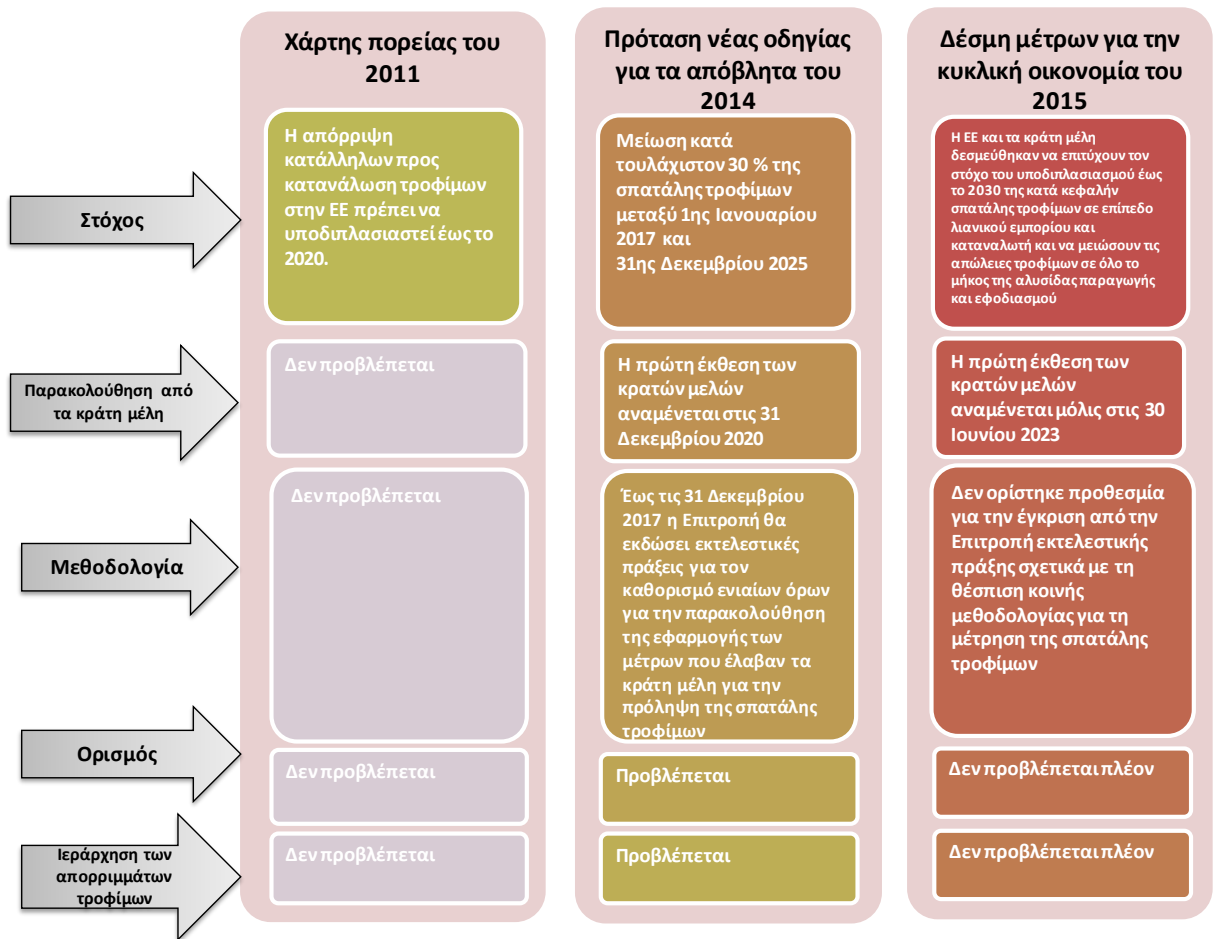 Χάρτης πορείας του
2011
Πρόταση νέας οδηγίας
για τα απόβλητα του
2014
Δέσμη μέτρων για την
κυκλική οικονομία του
2015
Στόχος
Η απόρριψη
κατάλληλων προς
κατανάλωση τροφίμων
στην ΕΕ πρέπει να
υποδιπλασιαστεί έως το
2020.
Μείωση κατά
τουλάχιστον 30 % της
σπατάλης τροφίμων
μεταξύ 1ης Ιανουαρίου
2017 και
31ης Δεκεμβρίου 2025
Η ΕΕ και τα κράτη μέλη
δεσμεύθηκαν να επιτύχουν τον
στόχο του υποδιπλασιασμού έως
το 2030 της κατά κεφαλήν
σπατάλης τροφίμων σε επίπεδο
λιανικού εμπορίου και
καταναλωτή και να μειώσουν τις
απώλειες τροφίμων σε όλο το
μήκος της αλυσίδας παραγωγής
και εφοδιασμού
Παρακολούθηση από
τα κράτη μέλη
Δεν προβλέπεται
Η πρώτη έκθεση των
κρατών μελών
αναμένεται στις 31
Δεκεμβρίου 2020
Η πρώτη έκθεση των
κρατών μελών
αναμένεται μόλις στις 30
Ιουνίου 2023
Μεθοδολογία
Δεν προβλέπεται
Έως τις 31 Δεκεμβρίου
2017 η Επιτροπή θα
εκδώσει εκτελεστικές
πράξεις για τον
καθορισμό ενιαίων όρων
για την παρακολούθηση
της εφαρμογής των
μέτρων που έλαβαν τα
κράτη μέλη για την
πρόληψη της σπατάλης
τροφίμων
Δεν ορίστηκε προθεσμία
για την έγκριση από την
Επιτροπή εκτελεστικής
πράξης σχετικά με τη
θέσπιση κοινής
μεθοδολογίας για τη
μέτρηση της σπατάλης
τροφίμων
Ορισμός
Δεν προβλέπεται
Προβλέπεται
Δεν προβλέπεται πλέον
Ιεράρχηση των
απορριμμάτων
τροφίμων
Δεν προβλέπεται
Προβλέπεται
Δεν προβλέπεται πλέον